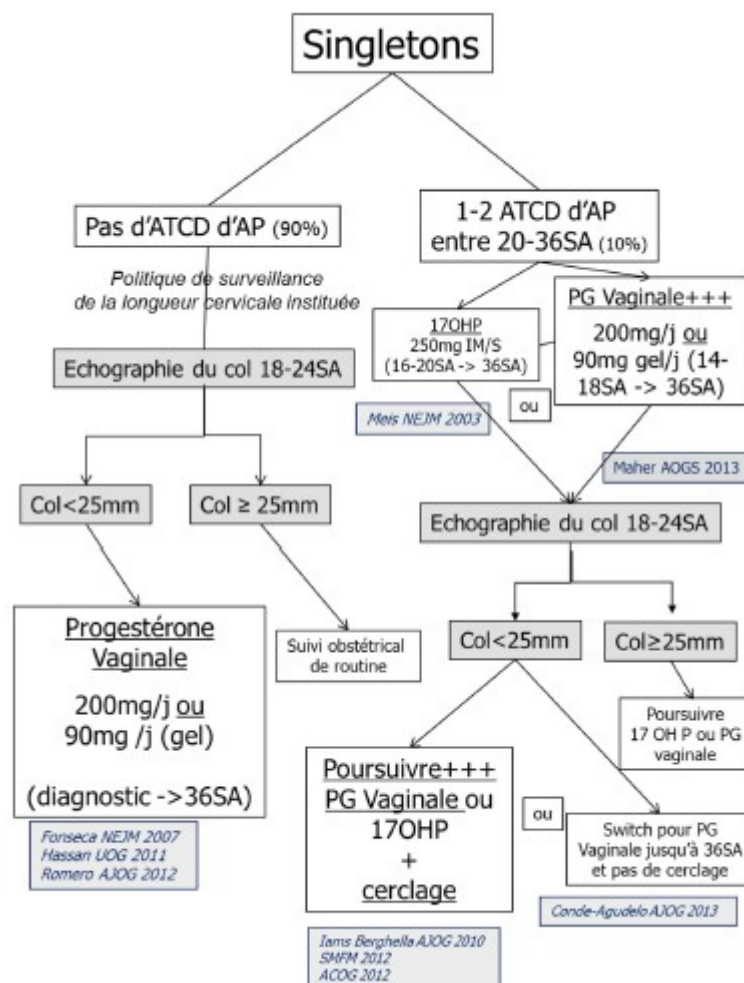 Singletons
Pas d'ATCD d'AP (90%)
1-2 ATCD d'AP
entre 20-36SA (10%)
Politique de surveillance
de la longueur cervicale instituée
17OHP
250mg IM/S
(16-20SA -> 36SA)
ou
PG Vaginale+++
200mg/j ou
90mg gel/j (14-
18SA -> 36SA)
Meis NEJM 2003
Maher AOGS 2013
Echographie du col 18-24SA
Echographie du col 18-24SA
Col<25mm
Col ≥ 25mm
Col<25mm
Col≥25mm
Progestérone
Vaginale
200mg/j ou
90mg /j (gel)
(diagnostic ->36SA)
Suivi obstétrical
de routine
Fonseca NEJM 2007
Hassan UOG 2011
Romero AJOG 2012
Poursuivre+++
PG Vaginale ou
17OHP
+
cerclage
ou
Poursuivre
17 OH P ou PG
vaginale
Switch pour PG
Vaginale jusqu'à 36SA
et pas de cerclage
Conde-Agudelo AJOG 2013
Iams Berghella AJOG 2010
SMFM 2012
ACOG 2012